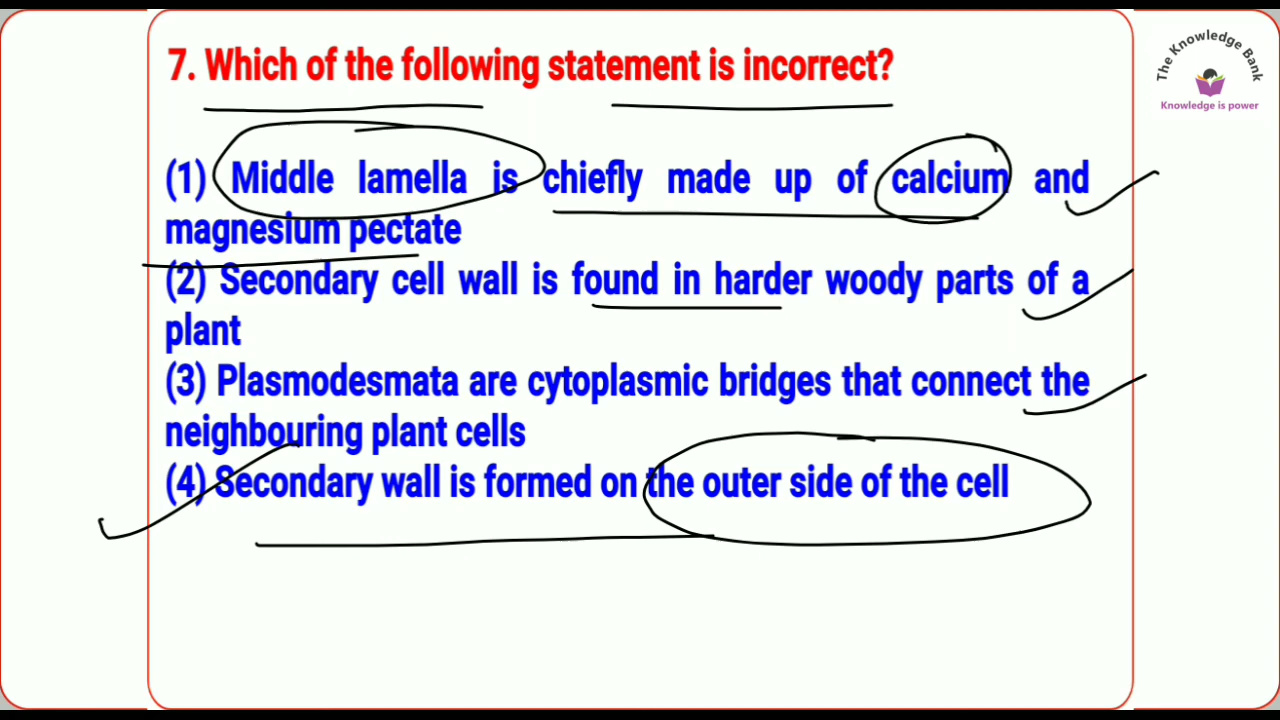 The Knowledge Bank
Knowledge is power
7. Which of the following statement is incorrect?
(1) Middle lamella is chiefly made up of calcium and
magnesium pectate
(2) Secondary cell wall is found in harder woody parts of a
plant
(3) Plasmodesmata are cytoplasmic bridges that connect the
neighbouring plant cells
(4) Secondary wall is formed on the outer side of the cell